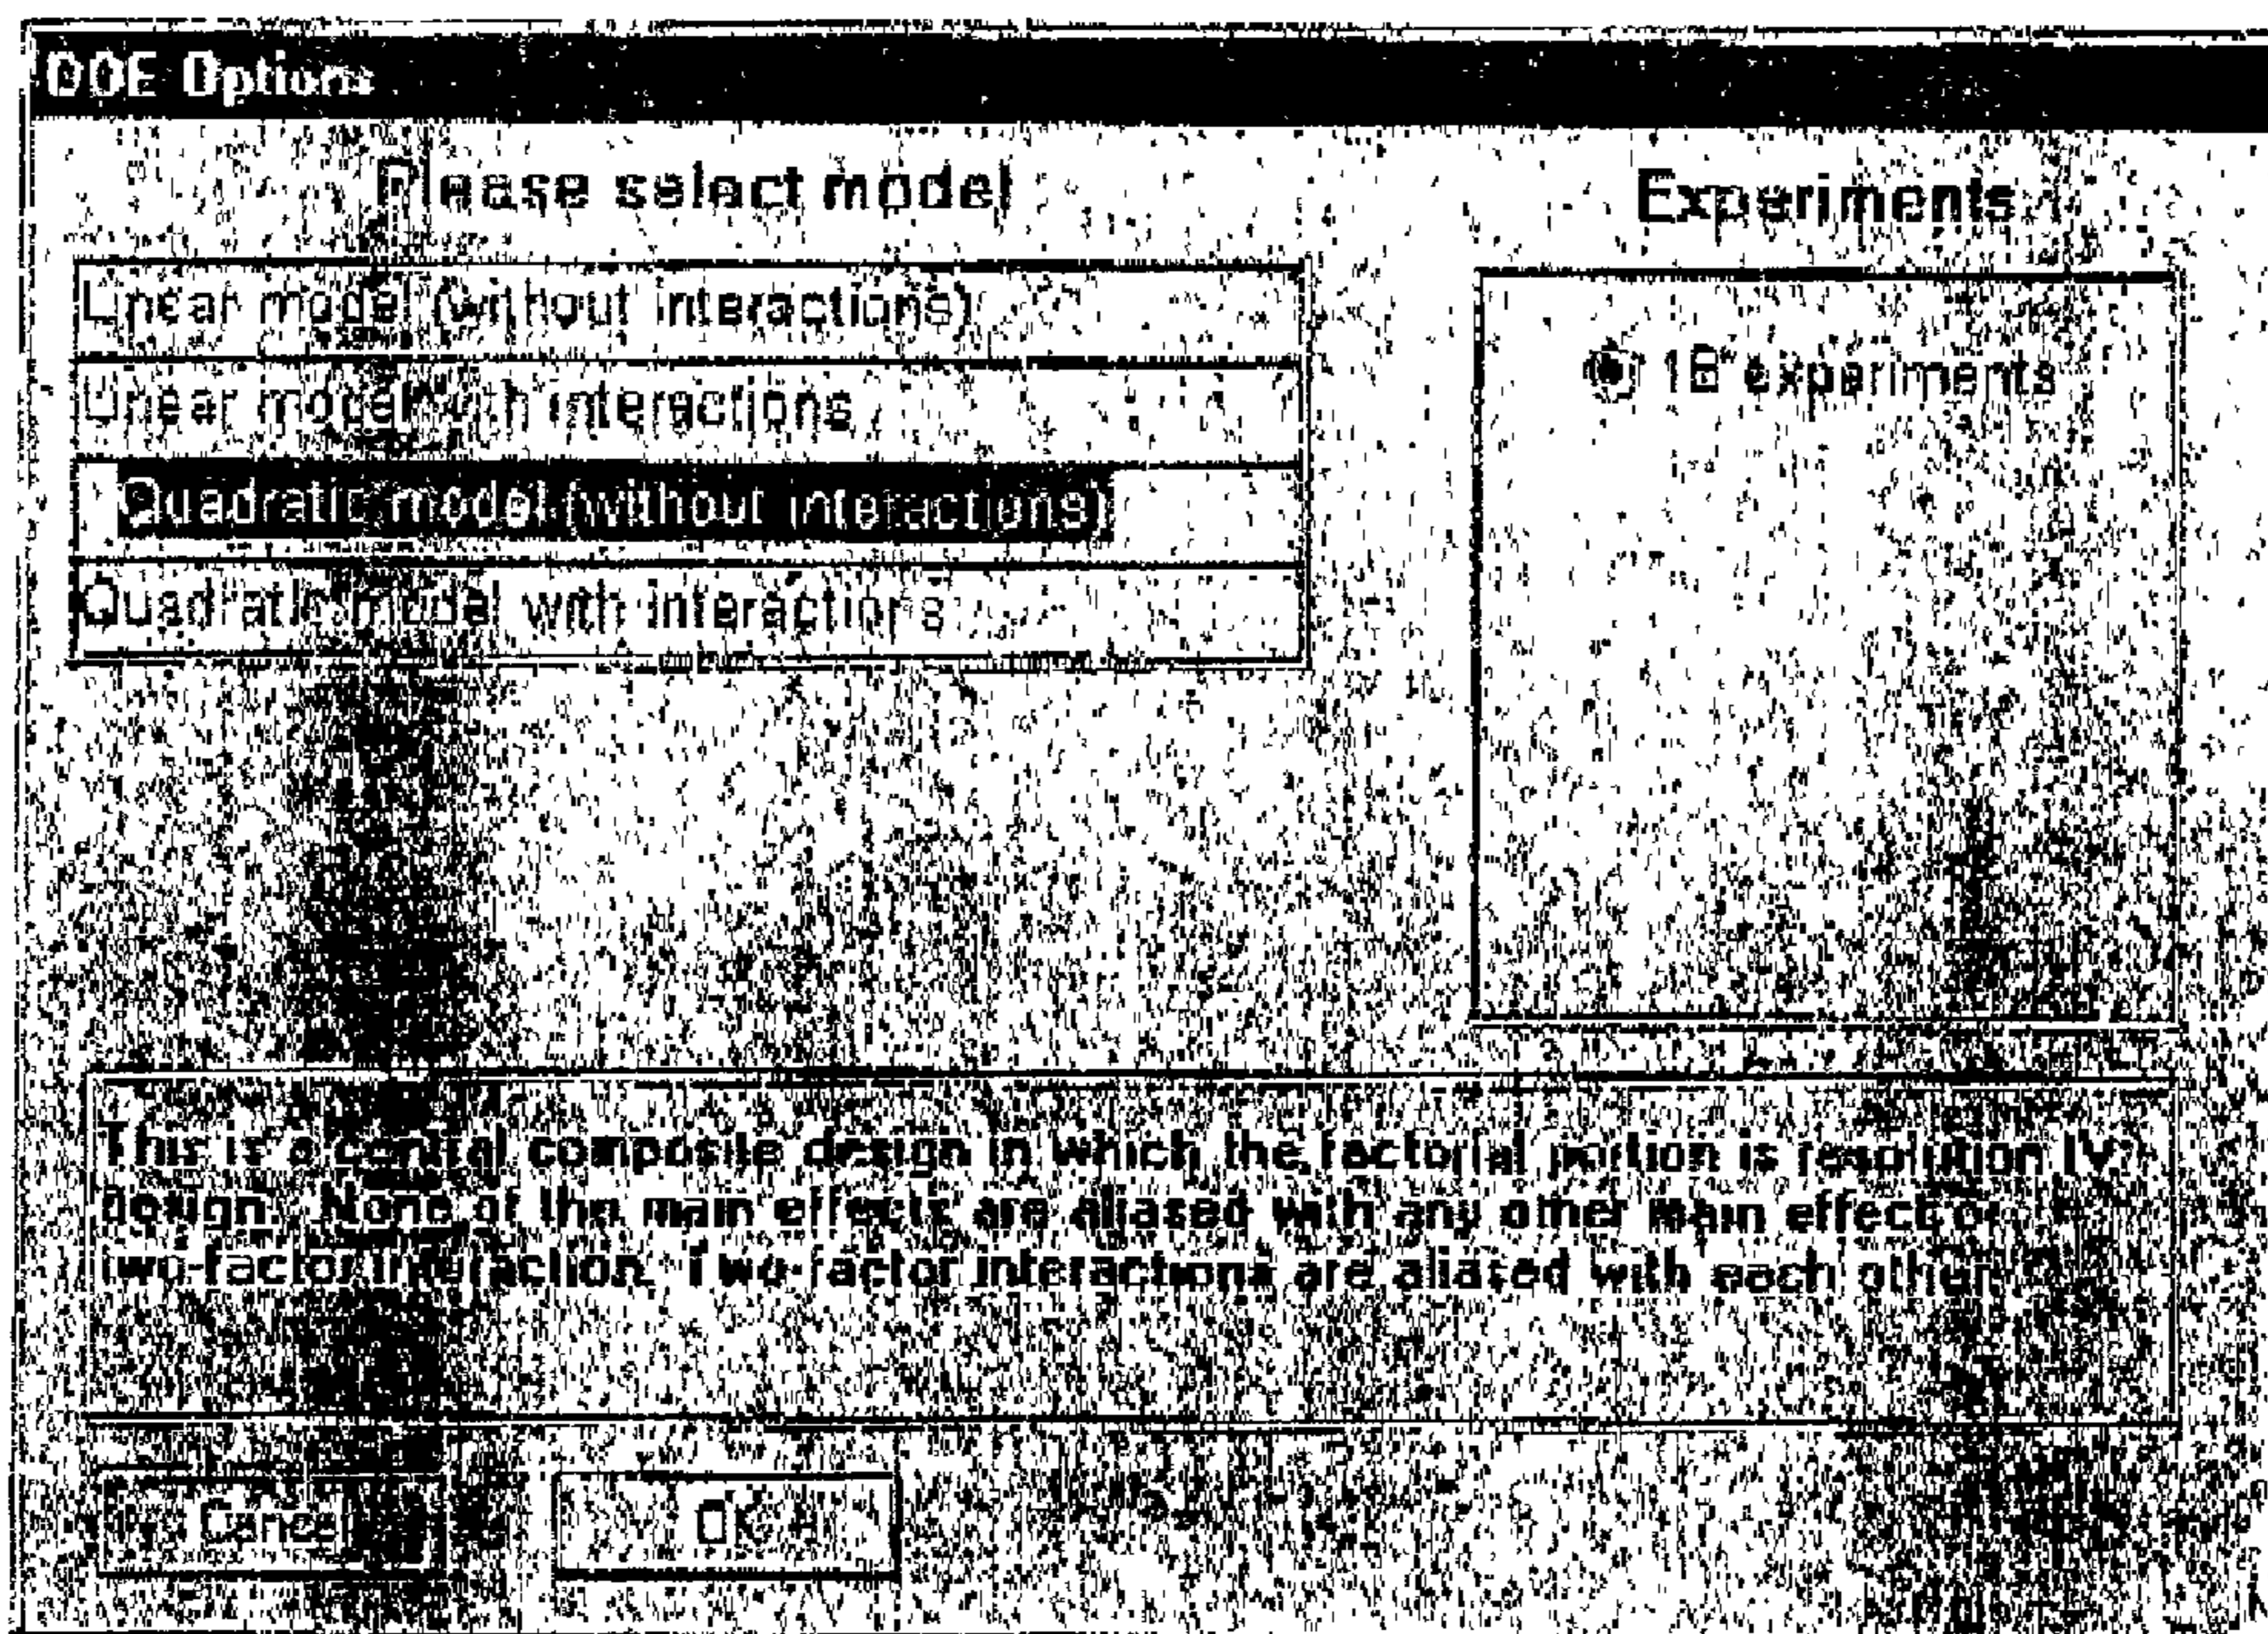 DOE Options
Please select model
Experiments
Linear model (without interactions)
18 experiments
Linear model with interactions
Quadratic model (without interactions)
Quadratic model with interactions
This is a central composite design in which the factorial portion is resolution IV
design. None of the main effects are aliased with any other main effect or
two-factor interaction. Two-factor interactions are aliased with each other.
Cancel
OK